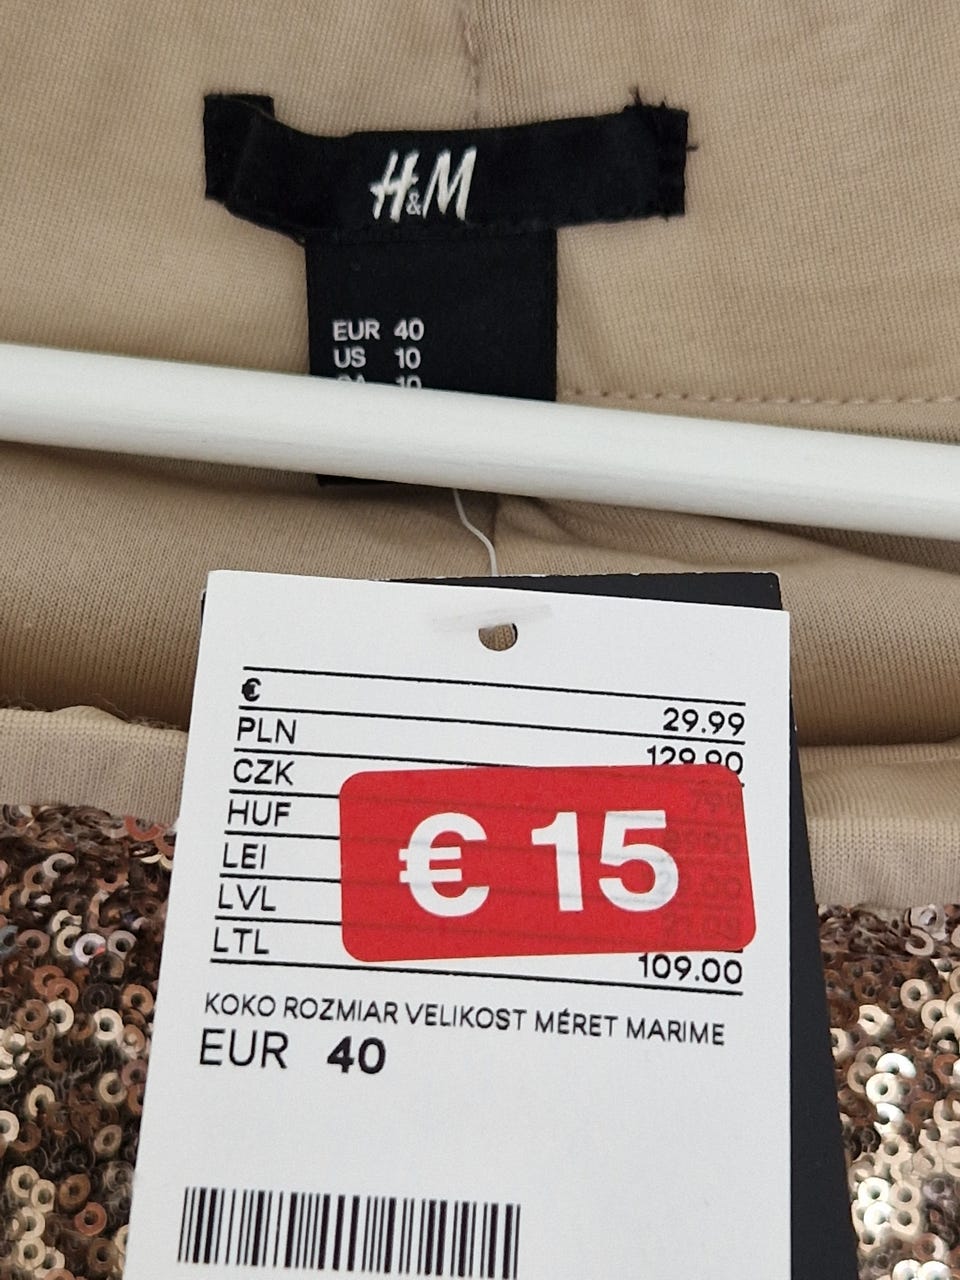 H&M
EUR 40
US 10
€ 29.99
PLN 129.90
CZK
HUF
€ 15
LEI
LVL
LTL 109.00
KOKO ROZMIAR VELIKOST MÉRET MARIME
EUR 40